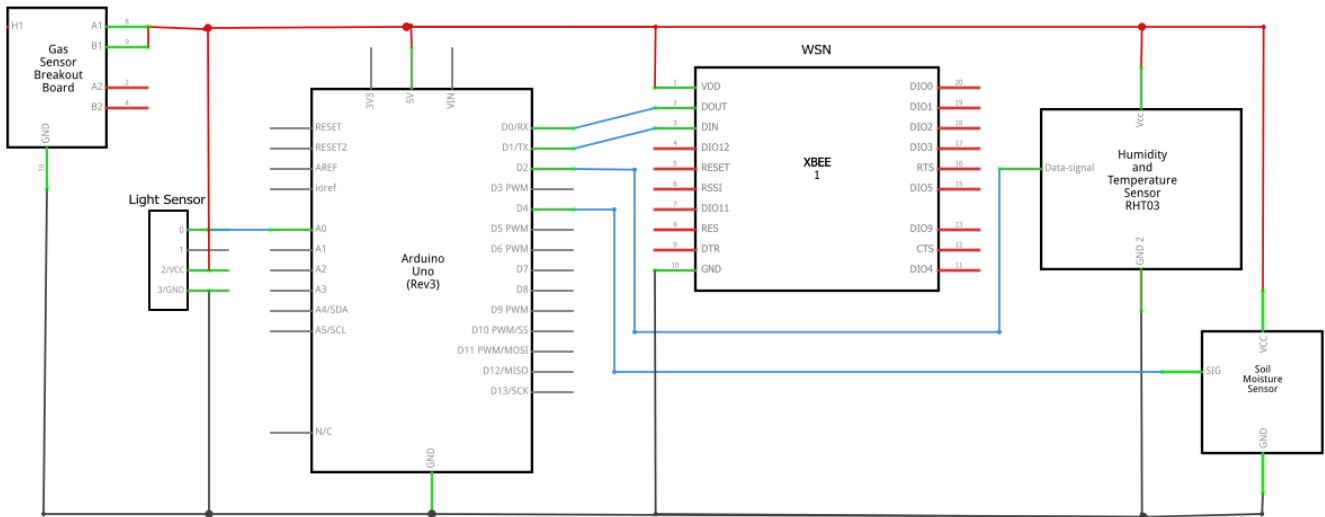 WSN
H1
A1
8
B1
9
A2
2
B2
4
Gas
Sensor
Breakout
Board
GND
10
Light Sensor
0
1
2/VCC
3/GND
3V3
5V
VIN
RESET
RESET2
AREF
ioref
A0
A1
A2
A3
A4/SDA
A5/SCL
N/C
Arduino
Uno
(Rev3)
D0/RX
D1/TX
D2
D3 PWM
D4
D5 PWM
D6 PWM
D7
D8
D9 PWM
D10 PWM/SS
D11 PWM/MOSI
D12/MISO
D13/SCK
GND
1 VDD
2 DOUT
3 DIN
4 DIO12
5 RESET
6 RSSI
7 DIO11
8 RES
9 DTR
10 GND
XBEE
1
DIO0 20
DIO1 19
DIO2 18
DIO3 17
RTS 16
DIO5 15
DIO9 13
CTS 12
DIO4 11
Vcc
Data-signal
Humidity
and
Temperature
Sensor
RHT03
GND 2
VCC
SIG
Soil
Moisture
Sensor
GND